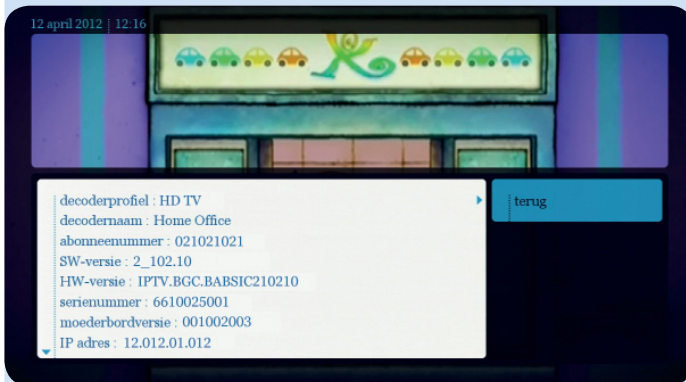 12 april 2012 | 12:16
decoderprofiel : HD TV
terug
decodernaam : Home Office
abonneenummer : 021021021
SW-versie : 2_102.10
HW-versie : IPTV.BGC.BABSIC210210
serienummer : 6610025001
moederbordversie : 001002003
IP adres : 12.012.01.012